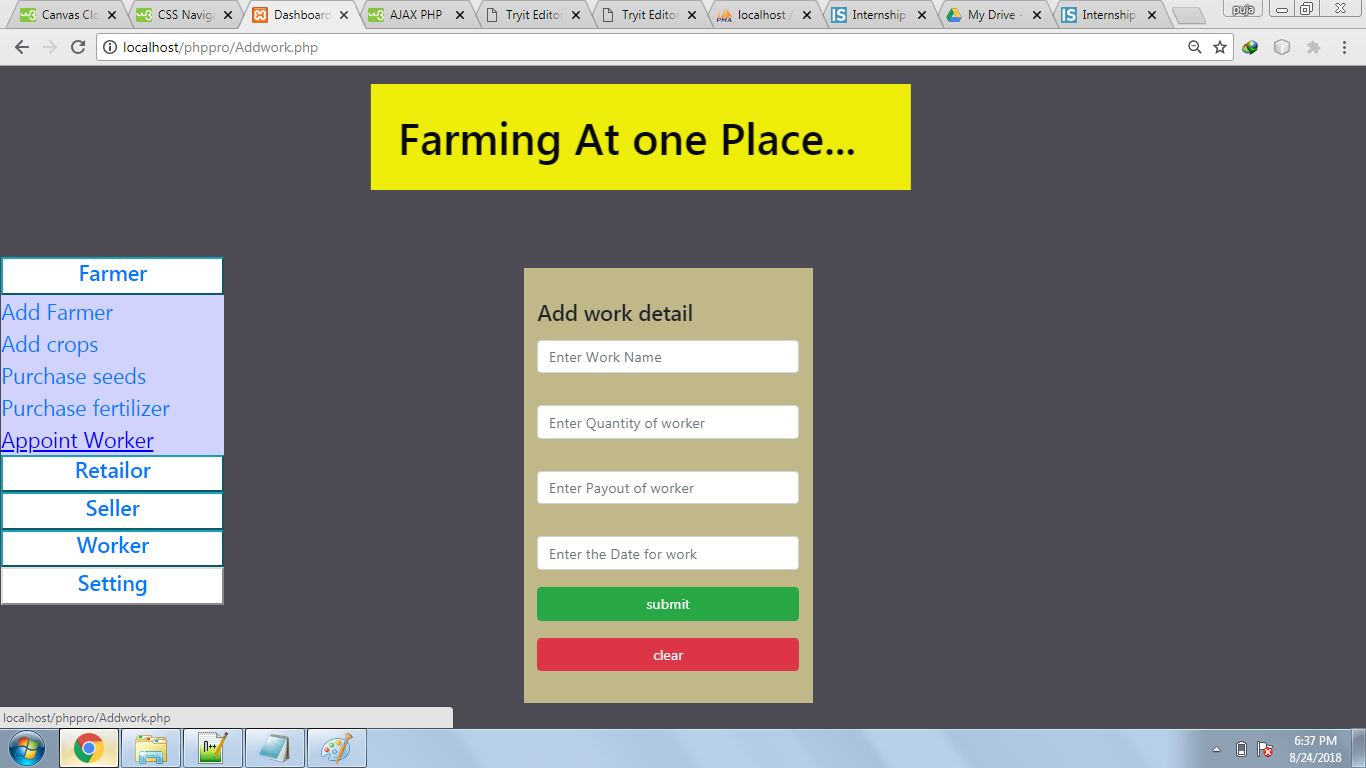 Canvas Clo
CSS Naviga
Dashboard
AJAX PHP
Tryit Edito
Tryit Edito
localhost /
Internship
My Drive -
Internship
puja
localhost/phppro/Addwork.php
Farming At one Place...
Farmer
Add Farmer
Add crops
Purchase seeds
Purchase fertilizer
Appoint Worker
Retailor
Seller
Worker
Setting
Add work detail
Enter Work Name
Enter Quantity of worker
Enter Payout of worker
Enter the Date for work
submit
clear
localhost/phppro/Addwork.php
6:37 PM
8/24/2018